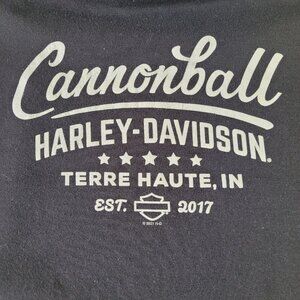 Cannonball
HARLEY-DAVIDSON®
★★★★★
TERRE HAUTE, IN
EST. 2017